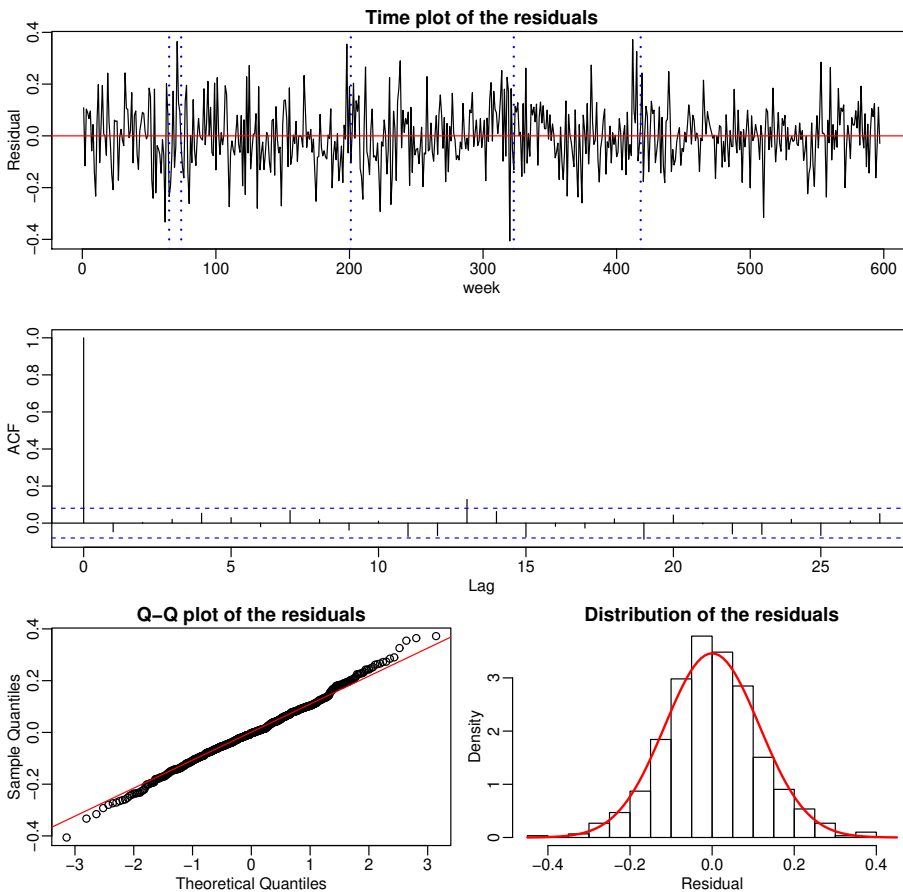 Time plot of the residuals
Residual
−0.4 −0.2 0.0 0.2 0.4
0 100 200 300 400 500 600
week
ACF
0.0 0.2 0.4 0.6 0.8 1.0
0 5 10 15 20 25
Lag
Q−Q plot of the residuals
Sample Quantiles
−0.4 −0.2 0.0 0.2 0.4
−3 −2 −1 0 1 2 3
Theoretical Quantiles
Distribution of the residuals
Density
0 1 2 3
−0.4 −0.2 0.0 0.2 0.4
Residual